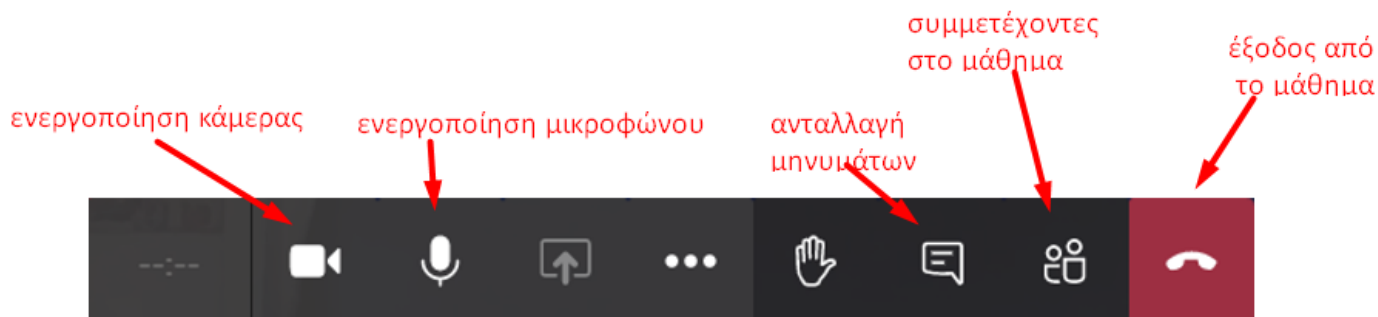 συμμετέχοντες
στο μάθημα
έξοδος από
το μάθημα
ενεργοποίηση κάμερας
ενεργοποίηση μικροφώνου
ανταλλαγή
μηνυμάτων
--:--